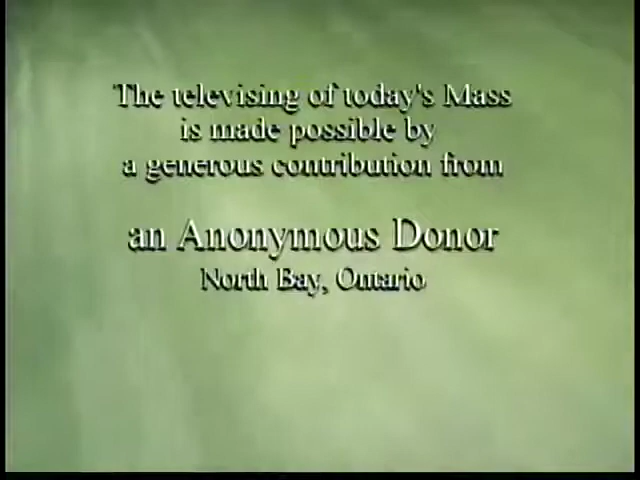 The televising of today's Mass
is made possible by
a generous contribution from
an Anonymous Donor
North Bay, Ontario